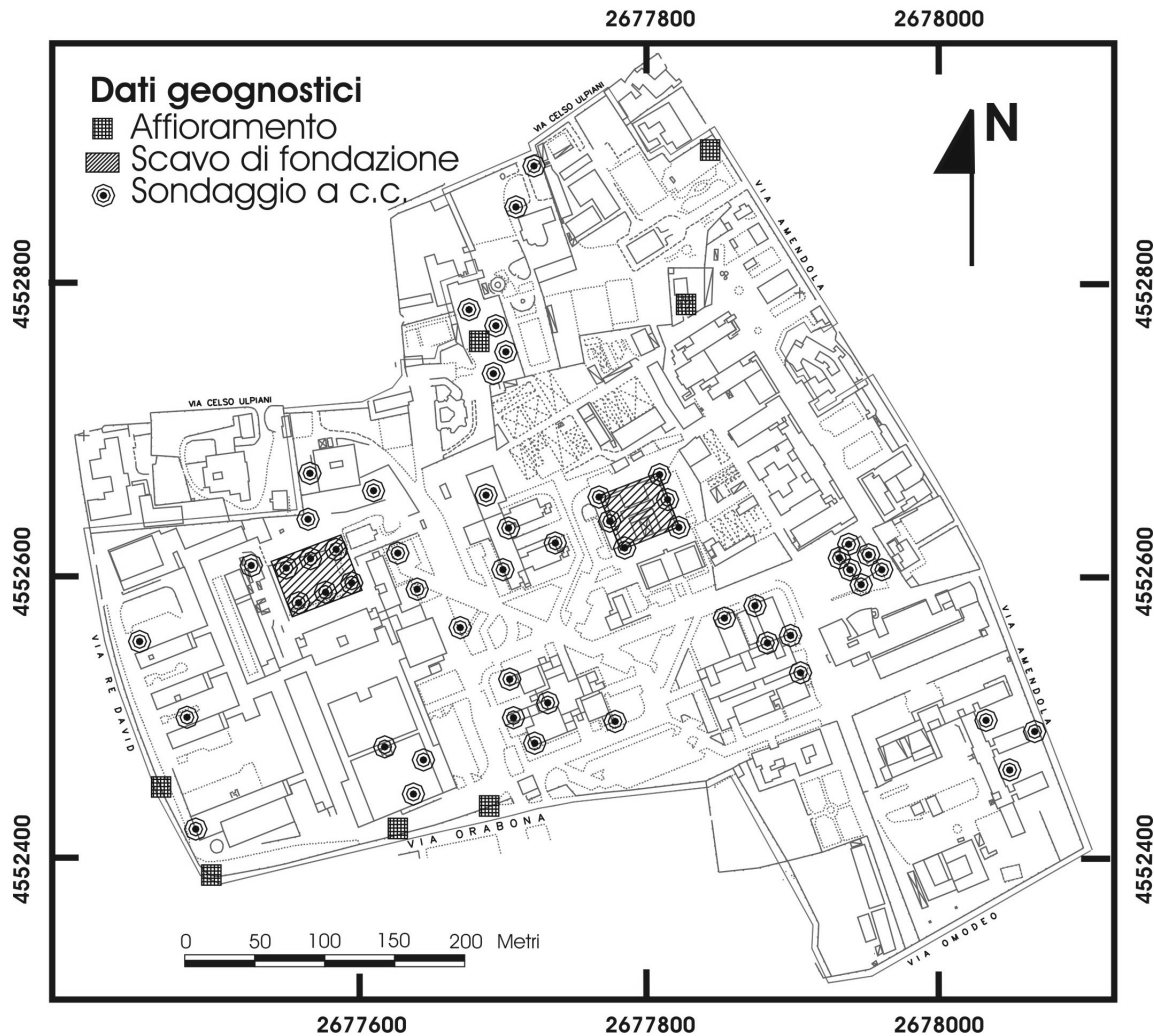 2677800 2678000
Dati geognostici
Affioramento
Scavo di fondazione
Sondaggio a c.c.
N
VIA CELSO ULPIANI
VIA AMENDOLA
4552800
4552800
VIA CELSO ULPIANI
4552600
4552600
VIA RE DAVID
VIA AMENDOLA
VIA ORABONA
4552400
4552400
VIA OMODEO
0 50 100 150 200 Metri
2677600 2677800 2678000